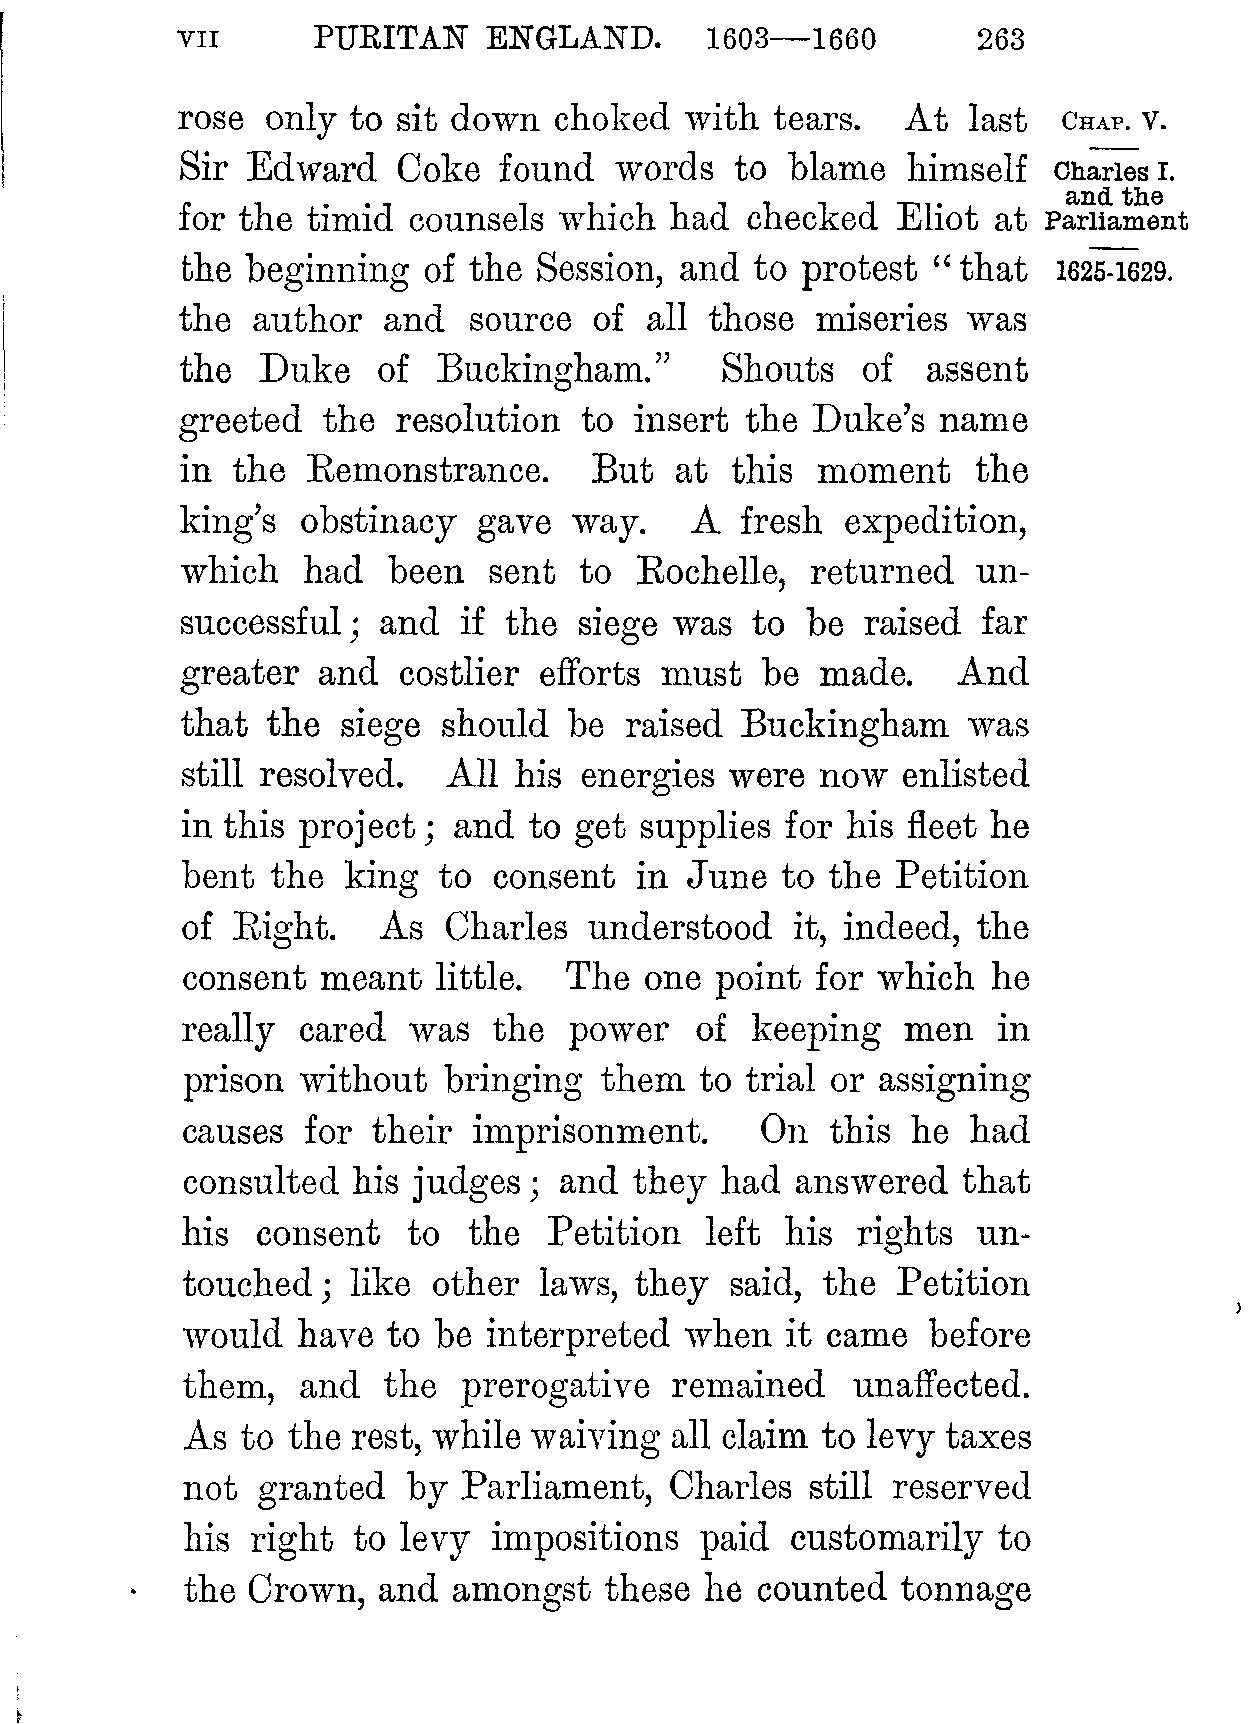 VII PURITAN ENGLAND. 1603—1660 263
rose only to sit down choked with tears. At last
Sir Edward Coke found words to blame himself
for the timid counsels which had checked Eliot at
the beginning of the Session, and to protest “that
the author and source of all those miseries was
the Duke of Buckingham.” Shouts of assent
greeted the resolution to insert the Duke’s name
in the Remonstrance. But at this moment the
king’s obstinacy gave way. A fresh expedition,
which had been sent to Rochelle, returned un-
successful; and if the siege was to be raised far
greater and costlier efforts must be made. And
that the siege should be raised Buckingham was
still resolved. All his energies were now enlisted
in this project; and to get supplies for his fleet he
bent the king to consent in June to the Petition
of Right. As Charles understood it, indeed, the
consent meant little. The one point for which he
really cared was the power of keeping men in
prison without bringing them to trial or assigning
causes for their imprisonment. On this he had
consulted his judges; and they had answered that
his consent to the Petition left his rights un-
touched; like other laws, they said, the Petition
would have to be interpreted when it came before
them, and the prerogative remained unaffected.
As to the rest, while waiving all claim to levy taxes
not granted by Parliament, Charles still reserved
his right to levy impositions paid customarily to
the Crown, and amongst these he counted tonnage
CHAP. V.
Charles I.
and the
Parliament
1625-1629.